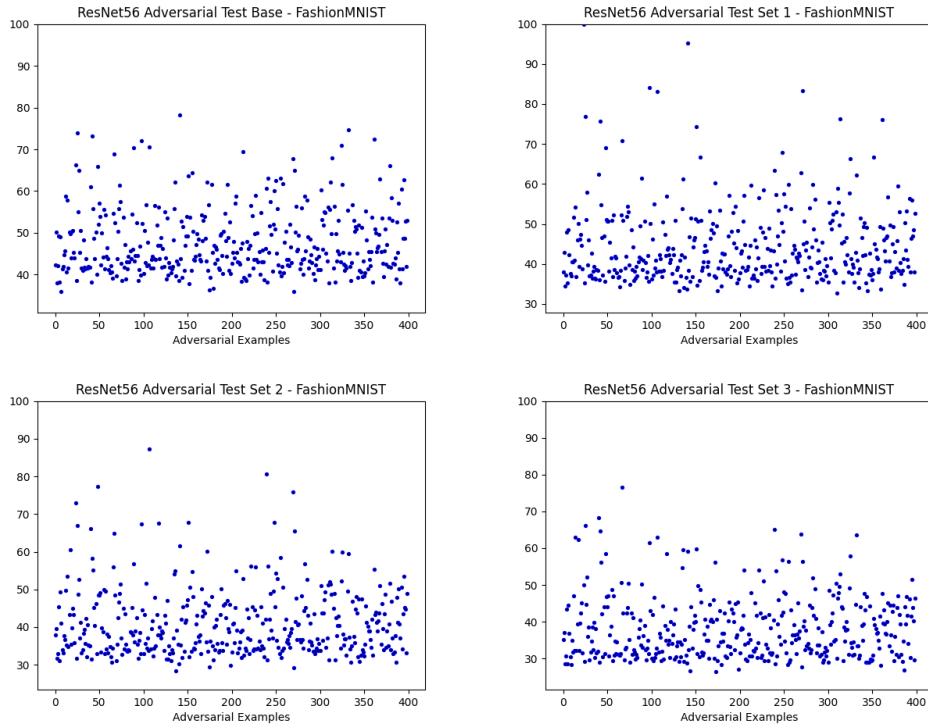 ResNet56 Adversarial Test Base - FashionMNIST
100
90
80
70
60
50
40
0 50 100 150 200 250 300 350 400
Adversarial Examples
ResNet56 Adversarial Test Set 1 - FashionMNIST
100
90
80
70
60
50
40
30
0 50 100 150 200 250 300 350 400
Adversarial Examples
ResNet56 Adversarial Test Set 2 - FashionMNIST
100
90
80
70
60
50
40
30
0 50 100 150 200 250 300 350 400
Adversarial Examples
ResNet56 Adversarial Test Set 3 - FashionMNIST
100
90
80
70
60
50
40
30
0 50 100 150 200 250 300 350 400
Adversarial Examples